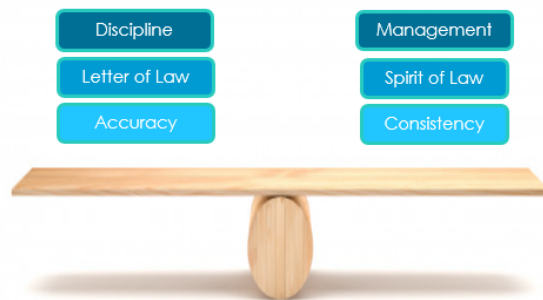 Discipline
Management
Letter of Law
Spirit of Law
Accuracy
Consistency